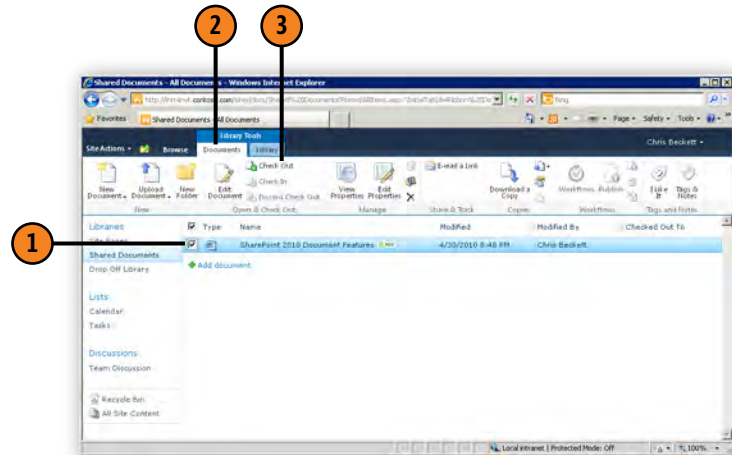 2 3
1
Shared Documents - All Documents - Windows Internet Explorer
Bing
Favorites Shared Documents - All Documents
Page Safety Tools
Library Tools
Site Actions Browse Documents Library Chris Beckett
New Document
Upload Document
New Folder
New
Edit Document
Check Out
Check In
Discard Check Out
Open & Check Out
View Properties
Edit Properties
Manage
E-mail a Link
Share & Track
Download a Copy
Copies
Workflows Publish
Workflows
I Like It
Tags & Notes
Tags and Notes
Libraries
Site Pages
Shared Documents
Drop Off Library
Lists
Calendar
Tasks
Discussions
Team Discussion
Recycle Bin
All Site Content
Type Name Modified Modified By Checked Out To
SharePoint 2010 Document Features NEW 4/30/2010 8:48 PM Chris Beckett
Add document
Local intranet | Protected Mode: Off 100%